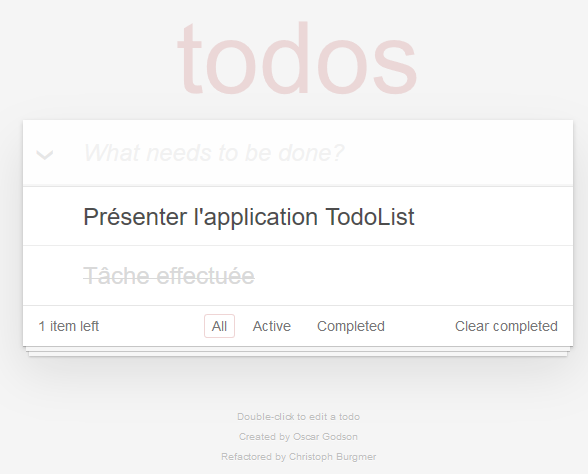 todos
What needs to be done?
Présenter l'application TodoList
Tâche effectuée
1 item left All Active Completed Clear completed
Double-click to edit a todo
Created by Oscar Godson
Refactored by Christoph Burgmer